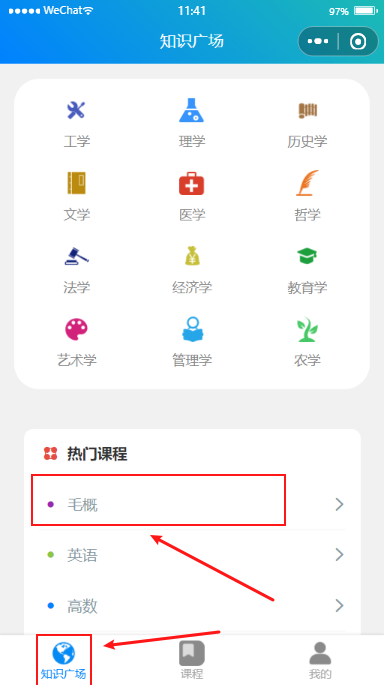 WeChat 11:41 97%
知识广场
工学 理学 历史学
文学 医学 哲学
法学 经济学 教育学
艺术学 管理学 农学
热门课程
毛概
英语
高数
知识广场 课程 我的